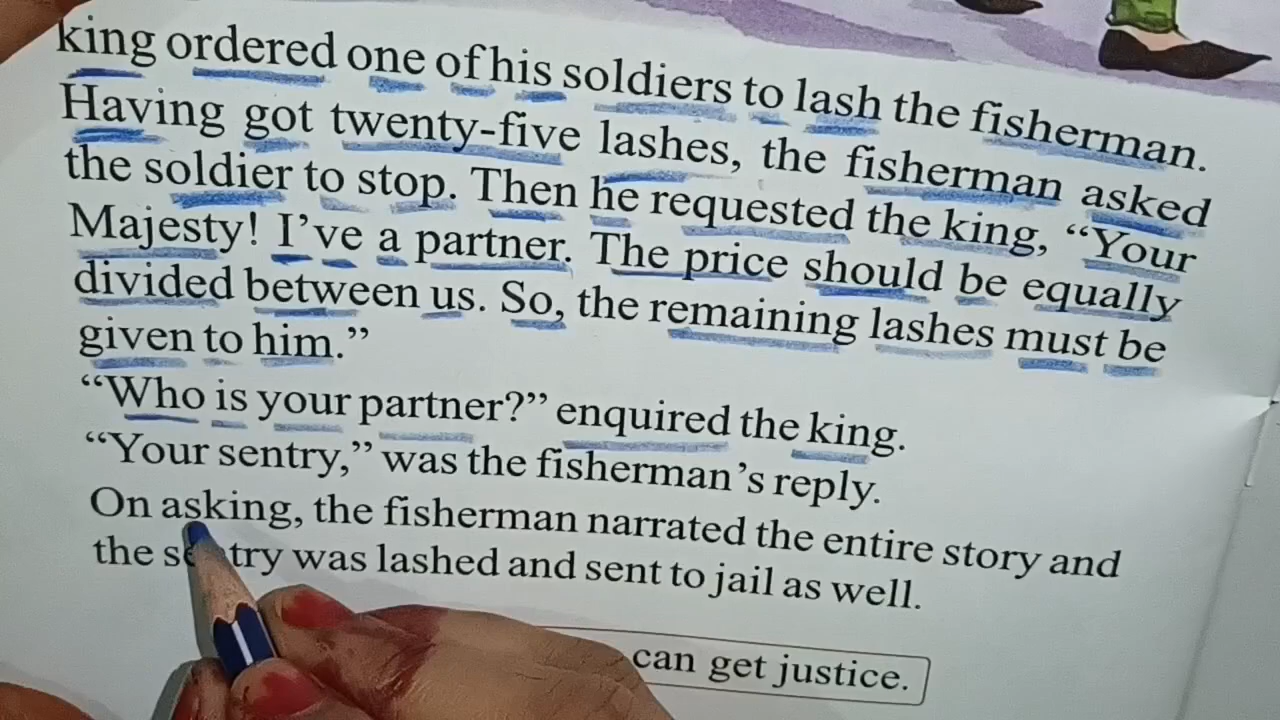 king ordered one of his soldiers to lash the fisherman.
Having got twenty-five lashes, the fisherman asked
the soldier to stop. Then he requested the king, “Your
Majesty! I’ve a partner. The price should be equally
divided between us. So, the remaining lashes must be
given to him.”
“Who is your partner?” enquired the king.
“Your sentry,” was the fisherman’s reply.
On asking, the fisherman narrated the entire story and
the sentry was lashed and sent to jail as well.
can get justice.